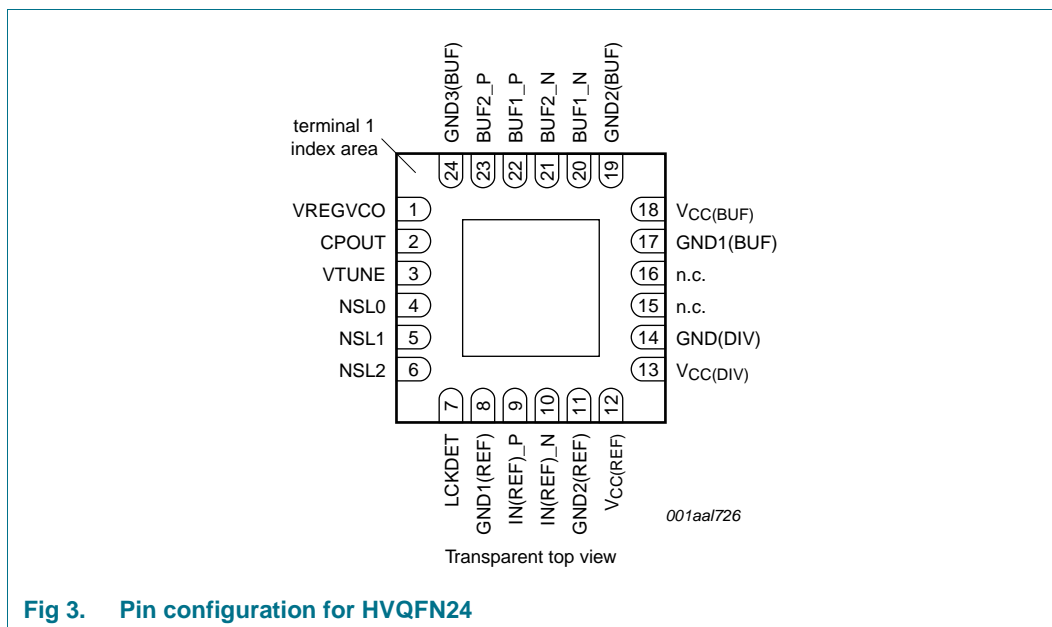 GND3(BUF)
BUF2_P
BUF1_P
BUF2_N
BUF1_N
GND2(BUF)
terminal 1
index area
24
23
22
21
20
19
VREGVCO 1
CPOUT 2
VTUNE 3
NSL0 4
NSL1 5
NSL2 6
18 VCC(BUF)
17 GND1(BUF)
16 n.c.
15 n.c.
14 GND(DIV)
13 VCC(DIV)
7
8
9
10
11
12
LCKDET
GND1(REF)
IN(REF)_P
IN(REF)_N
GND2(REF)
VCC(REF)
001aal726
Transparent top view
Fig 3. Pin configuration for HVQFN24